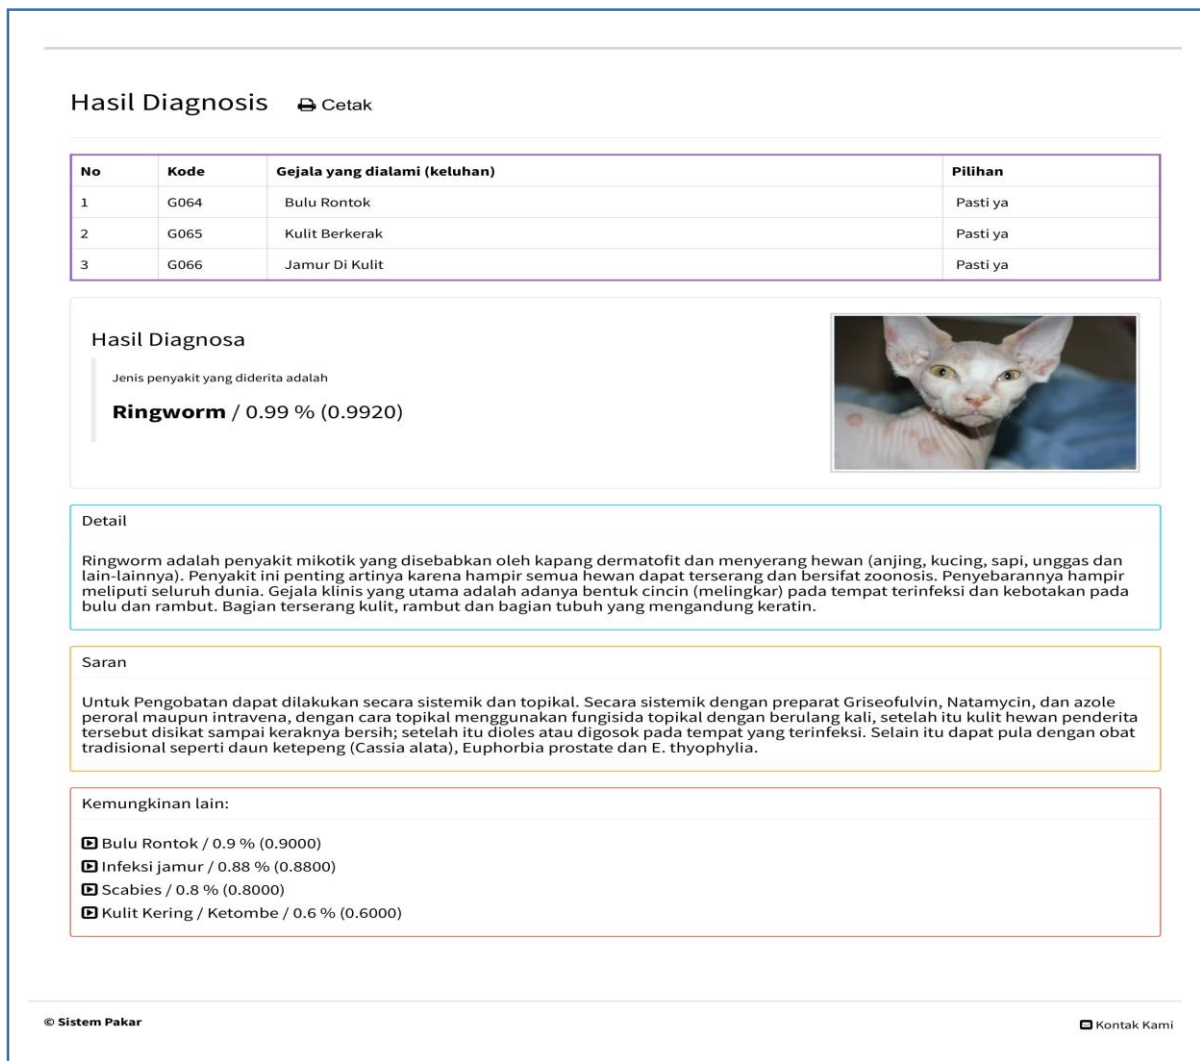 Hasil Diagnosis Cetak
No Kode Gejala yang dialami (keluhan) Pilihan
1 G064 Bulu Rontok Pasti ya
2 G065 Kulit Berkerak Pasti ya
3 G066 Jamur Di Kulit Pasti ya
Hasil Diagnosa
Jenis penyakit yang diderita adalah
Ringworm / 0.99 % (0.9920)
Detail
Ringworm adalah penyakit mikotik yang disebabkan oleh kapang dermatofit dan menyerang hewan (anjing, kucing, sapi, unggas dan
lain-lainnya). Penyakit ini penting artinya karena hampir semua hewan dapat terserang dan bersifat zoonosis. Penyebarannya hampir
meliputi seluruh dunia. Gejala klinis yang utama adalah adanya bentuk cincin (melingkar) pada tempat terinfeksi dan kebotakan pada
bulu dan rambut. Bagian terserang kulit, rambut dan bagian tubuh yang mengandung keratin.
Saran
Untuk Pengobatan dapat dilakukan secara sistemik dan topikal. Secara sistemik dengan preparat Griseofulvin, Natamycin, dan azole
peroral maupun intravena, dengan cara topikal menggunakan fungisida topikal dengan berulang kali, setelah itu kulit hewan penderita
tersebut disikat sampai keraknya bersih; setelah itu dioles atau digosok pada tempat yang terinfeksi. Selain itu dapat pula dengan obat
tradisional seperti daun ketepeng (Cassia alata), Euphorbia prostate dan E. thyophylia.
Kemungkinan lain:
Bulu Rontok / 0.9 % (0.9000)
Infeksi jamur / 0.88 % (0.8800)
Scabies / 0.8 % (0.8000)
Kulit Kering / Ketombe / 0.6 % (0.6000)
© Sistem Pakar Kontak Kami